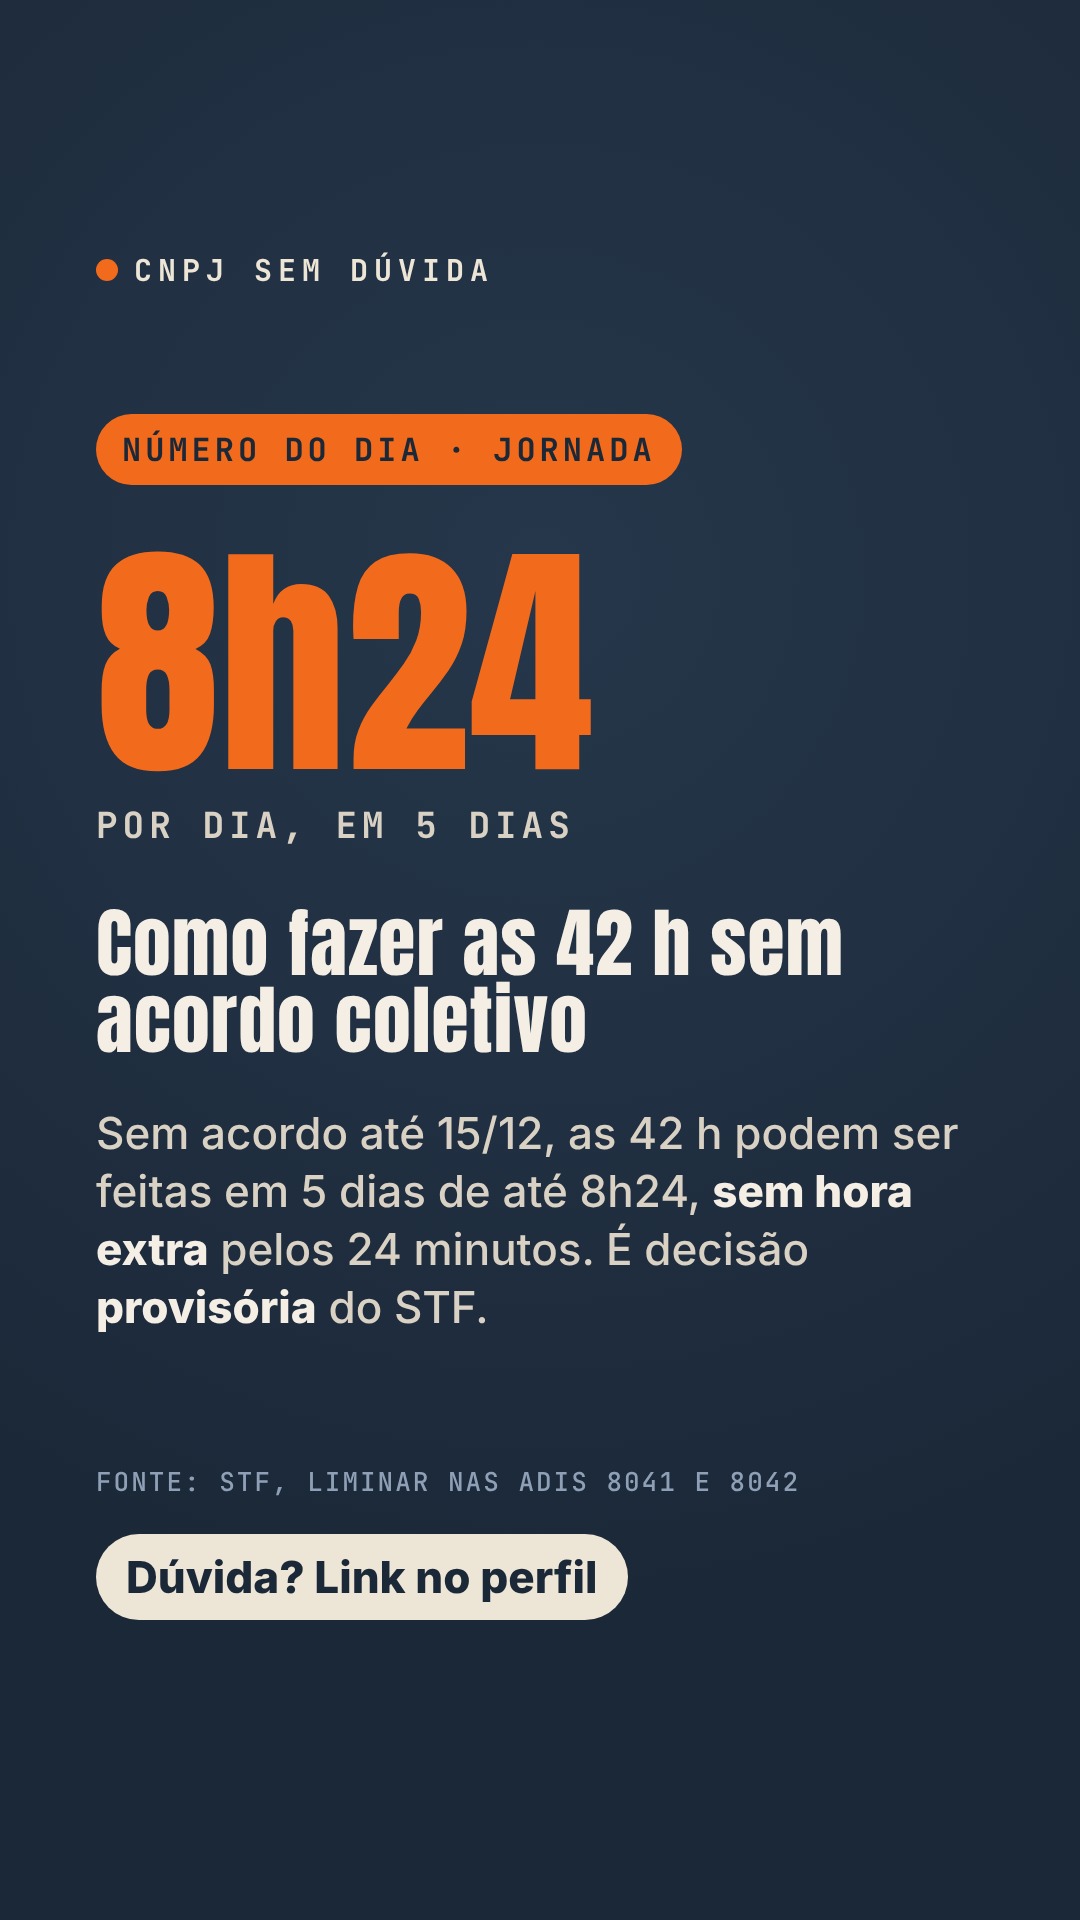 CNPJ SEM DÚVIDA
NÚMERO DO DIA · JORNADA
8h24
POR DIA, EM 5 DIAS
Como fazer as 42 h sem
acordo coletivo
Sem acordo até 15/12, as 42 h podem ser
feitas em 5 dias de até 8h24, sem hora
extra pelos 24 minutos. É decisão
provisória do STF.
FONTE: STF, LIMINAR NAS ADIS 8041 E 8042
Dúvida? Link no perfil